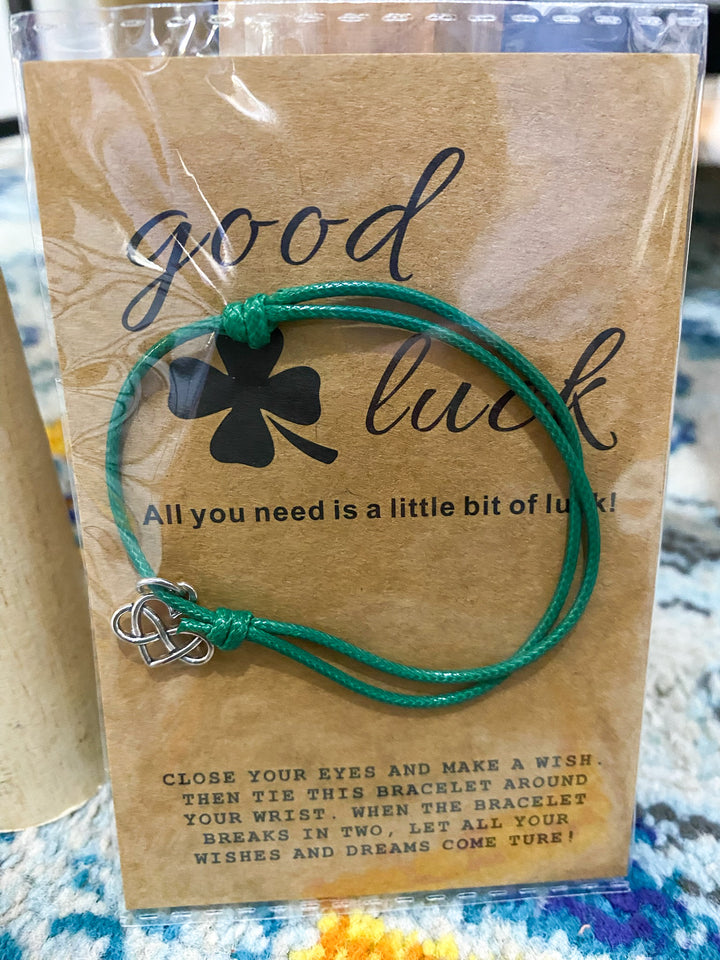 good
luck
All you need is a little bit of luck!
CLOSE YOUR EYES AND MAKE A WISH.
THEN TIE THIS BRACELET AROUND
YOUR WRIST. WHEN THE BRACELET
BREAKS IN TWO, LET ALL YOUR
WISHES AND DREAMS COME TURE!